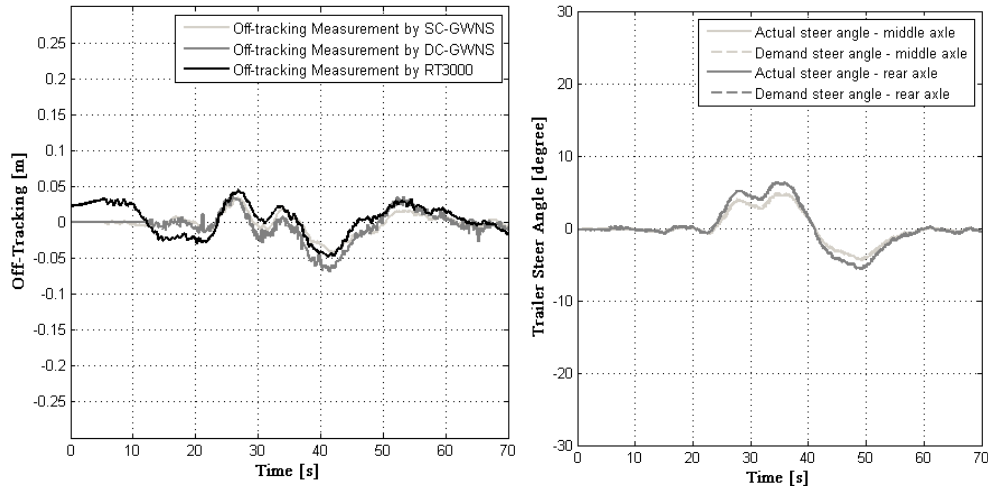 Off-tracking Measurement by SC-GWNS
Off-tracking Measurement by DC-GWNS
Off-tracking Measurement by RT3000
0.25
0.2
0.15
0.1
0.05
0
-0.05
-0.1
-0.15
-0.2
-0.25
Off-Tracking [m]
0 10 20 30 40 50 60 70
Time [s]
Actual steer angle - middle axle
Demand steer angle - middle axle
Actual steer angle - rear axle
Demand steer angle - rear axle
30
20
10
0
-10
-20
-30
Trailer Steer Angle [degree]
0 10 20 30 40 50 60 70
Time [s]